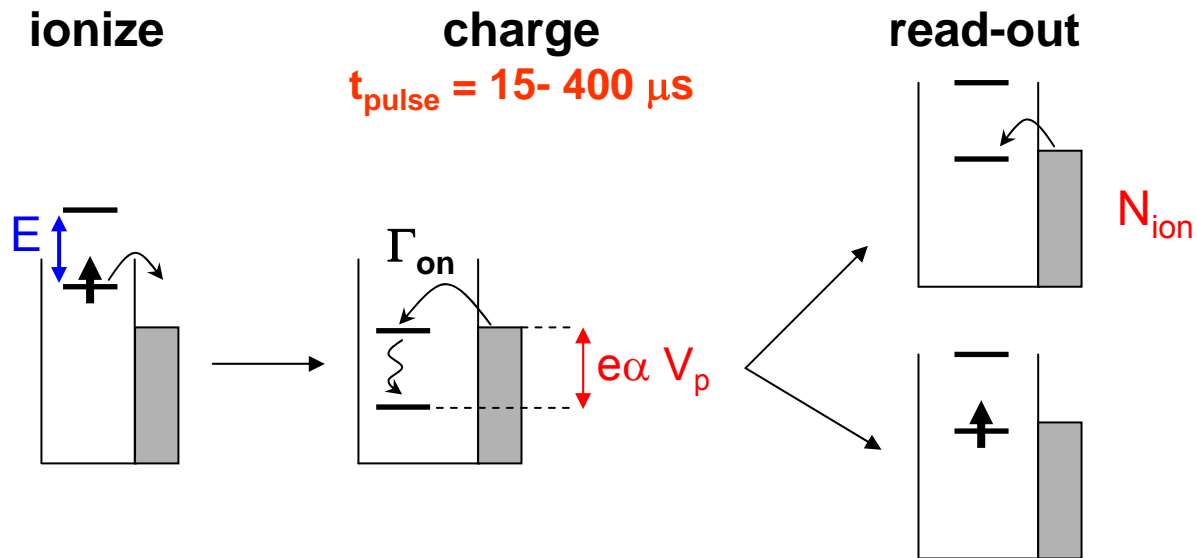 ionize
charge
read-out
t_pulse = 15- 400 μs
E
Γ_on
eα V_p
N_ion